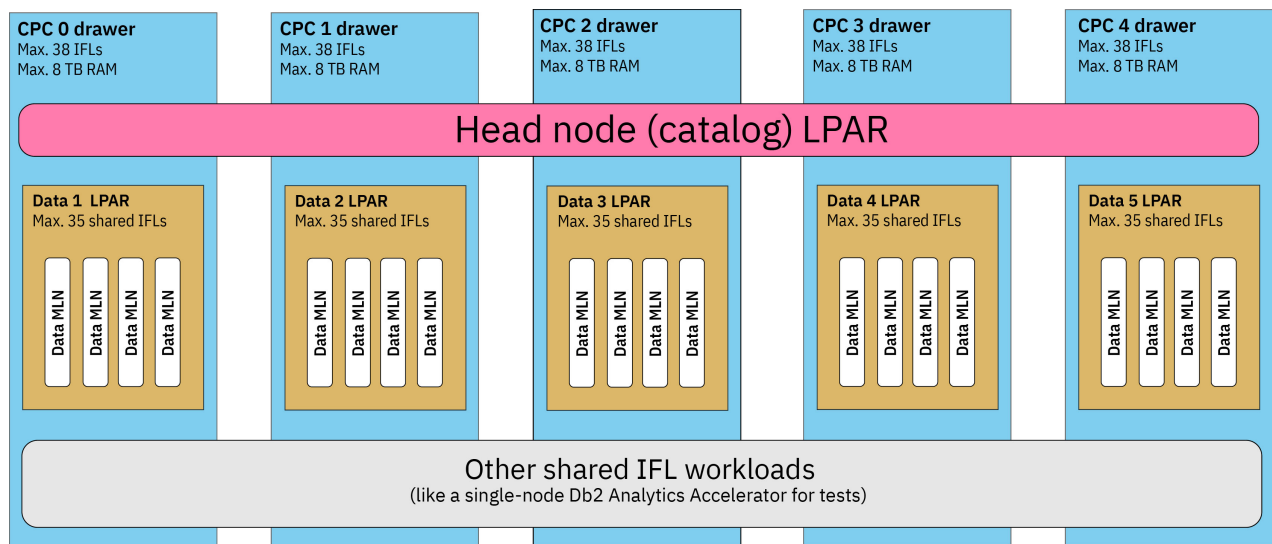 CPC 0 drawer
Max. 38 IFLs
Max. 8 TB RAM
CPC 1 drawer
Max. 38 IFLs
Max. 8 TB RAM
CPC 2 drawer
Max. 38 IFLs
Max. 8 TB RAM
CPC 3 drawer
Max. 38 IFLs
Max. 8 TB RAM
CPC 4 drawer
Max. 38 IFLs
Max. 8 TB RAM
Head node (catalog) LPAR
Data 1 LPAR
Max. 35 shared IFLs
Data MLN
Data MLN
Data MLN
Data MLN
Data 2 LPAR
Max. 35 shared IFLs
Data MLN
Data MLN
Data MLN
Data MLN
Data 3 LPAR
Max. 35 shared IFLs
Data MLN
Data MLN
Data MLN
Data MLN
Data 4 LPAR
Max. 35 shared IFLs
Data MLN
Data MLN
Data MLN
Data MLN
Data 5 LPAR
Max. 35 shared IFLs
Data MLN
Data MLN
Data MLN
Data MLN
Other shared IFL workloads
(like a single-node Db2 Analytics Accelerator for tests)